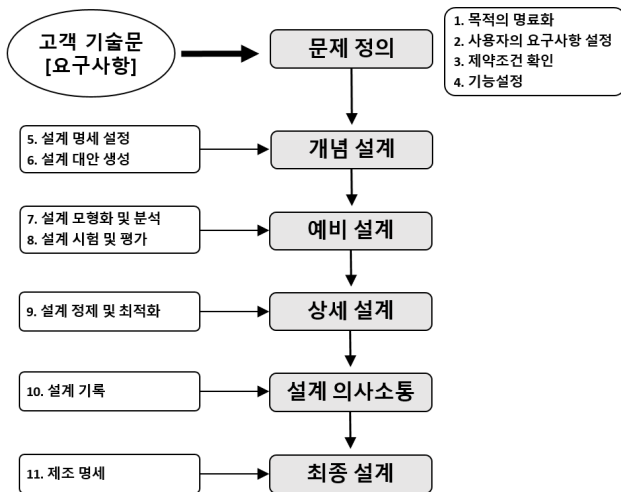 고객 기술문
[요구사항]
문제 정의
1. 목적의 명료화
2. 사용자의 요구사항 설정
3. 제약조건 확인
4. 기능설정
5. 설계 명세 설정
6. 설계 대안 생성
개념 설계
7. 설계 모형화 및 분석
8. 설계 시험 및 평가
예비 설계
9. 설계 정제 및 최적화
상세 설계
10. 설계 기록
설계 의사소통
11. 제조 명세
최종 설계